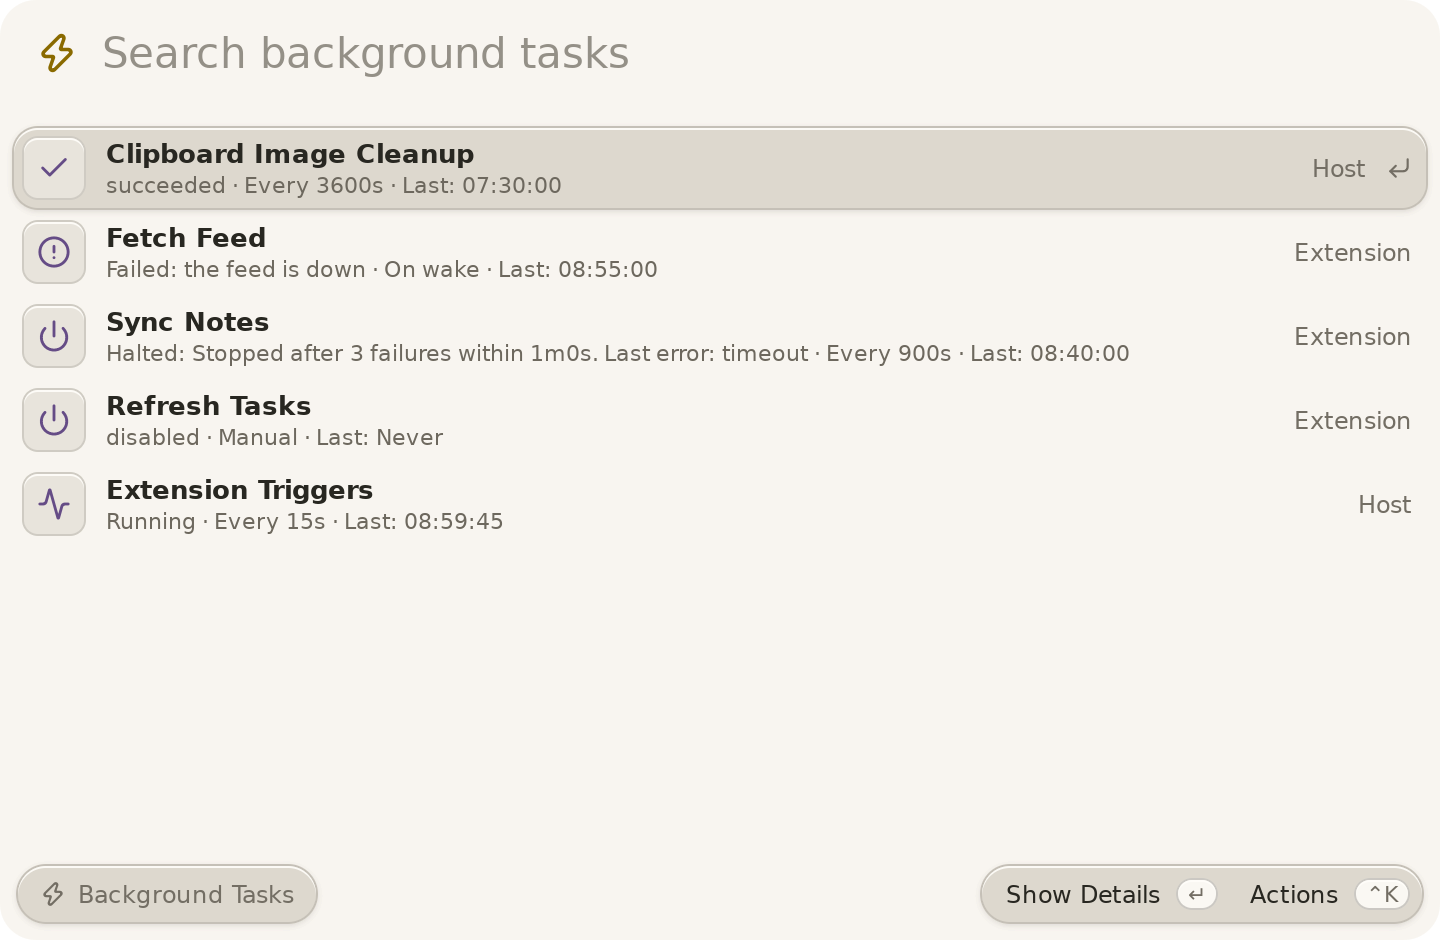 Search background tasks
Clipboard Image Cleanup
succeeded · Every 3600s · Last: 07:30:00
Host
Fetch Feed
Failed: the feed is down · On wake · Last: 08:55:00
Extension
Sync Notes
Halted: Stopped after 3 failures within 1m0s. Last error: timeout · Every 900s · Last: 08:40:00
Extension
Refresh Tasks
disabled · Manual · Last: Never
Extension
Extension Triggers
Running · Every 15s · Last: 08:59:45
Host
Background Tasks
Show Details ↵ Actions ⌃K